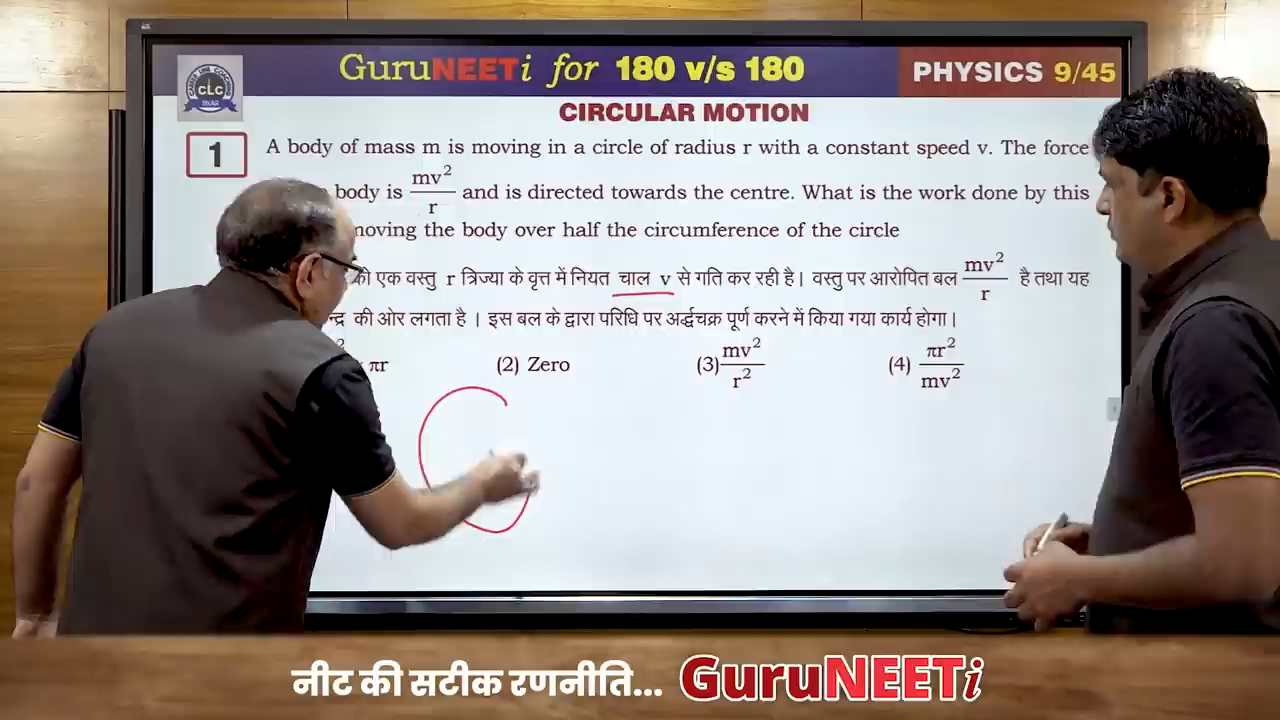 GuruNEETi for 180 v/s 180
PHYSICS 9/45
CLC
SIKAR
CIRCULAR MOTION
1
A body of mass m is moving in a circle of radius r with a constant speed v. The force
body is mv²/r and is directed towards the centre. What is the work done by this
moving the body over half the circumference of the circle
की एक वस्तु r त्रिज्या के वृत्त में नियत चाल v से गति कर रही है। वस्तु पर आरोपित बल mv²/r है तथा यह
की ओर लगता है । इस बल के द्वारा परिधि पर अर्द्धचक्र पूर्ण करने में किया गया कार्य होगा।
πr (2) Zero (3) mv²/r² (4) πr²/mv²
नीट की सटीक रणनीति... GuruNEETi